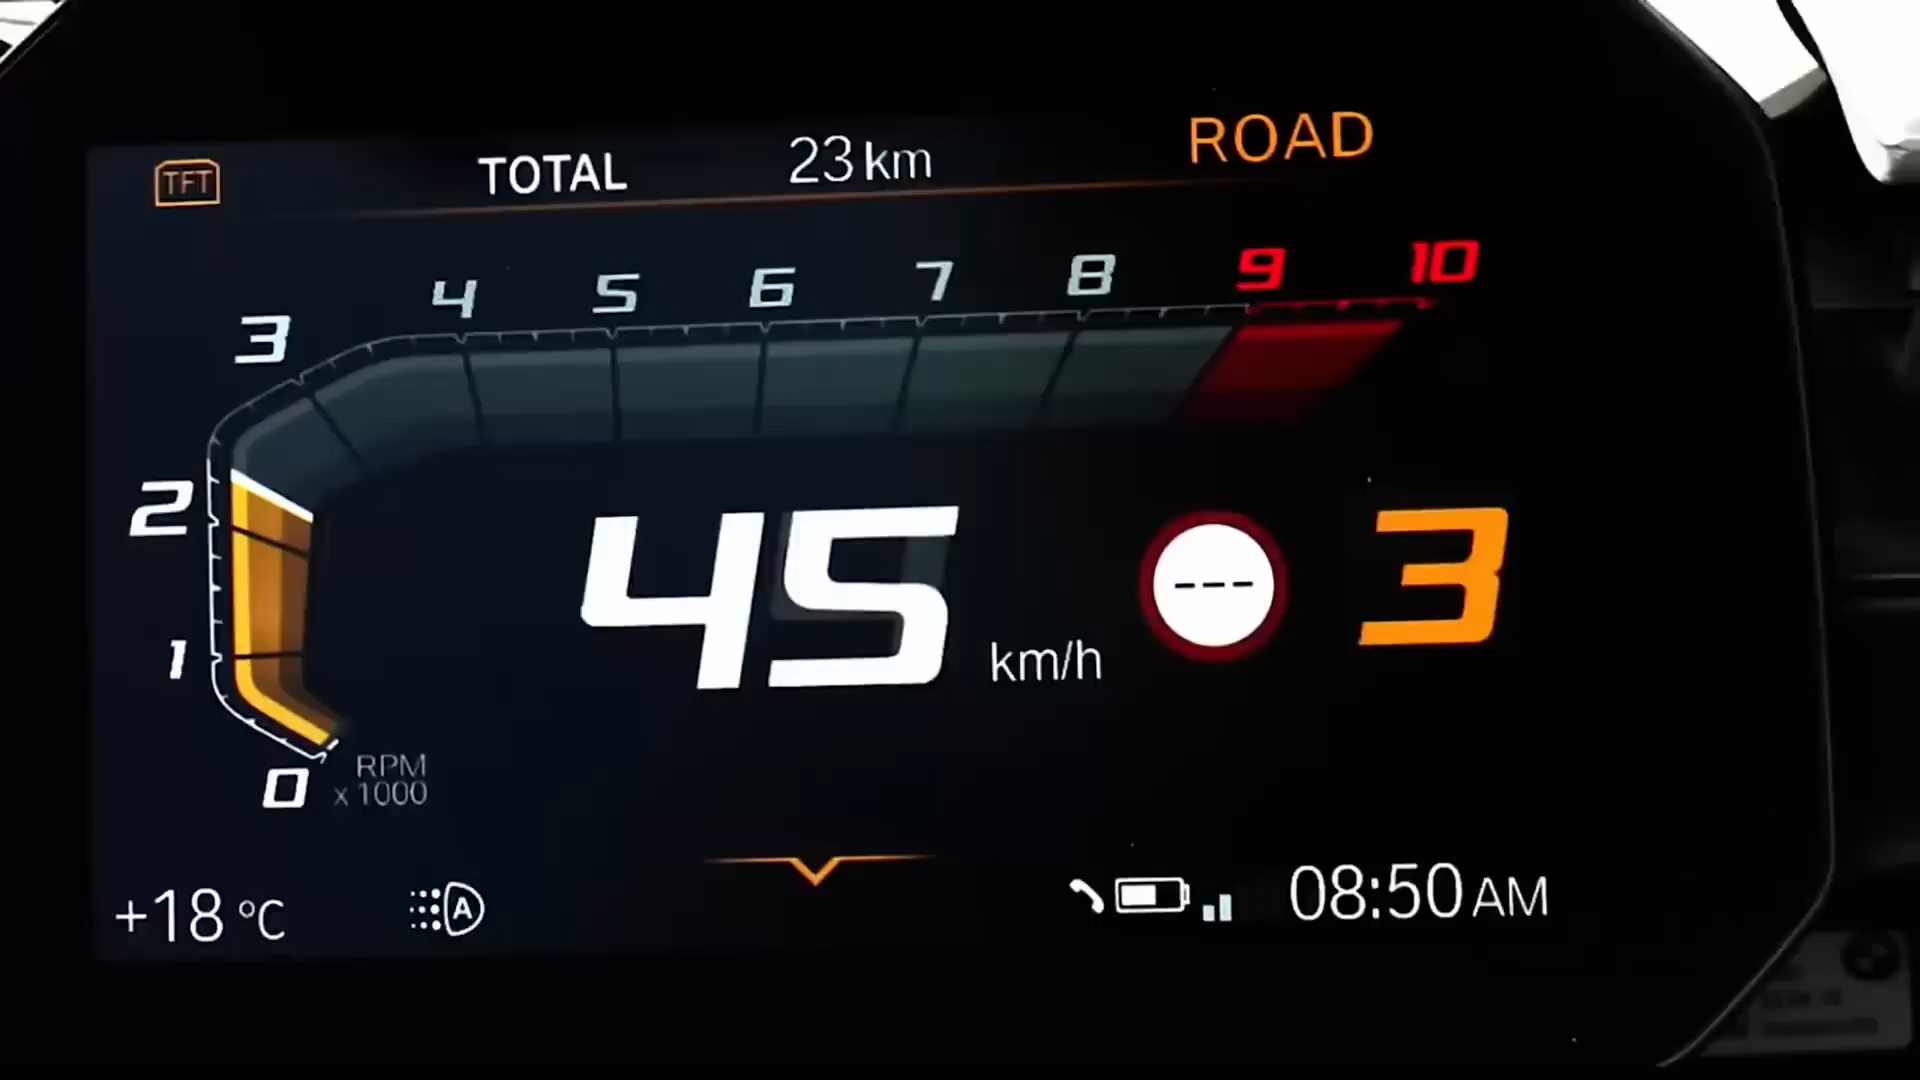 TFT TOTAL 23 km ROAD
3 4 5 6 7 8 9 10
2
1
0
RPM
x 1000
45 km/h --- 3
+18 °C A 08:50 AM